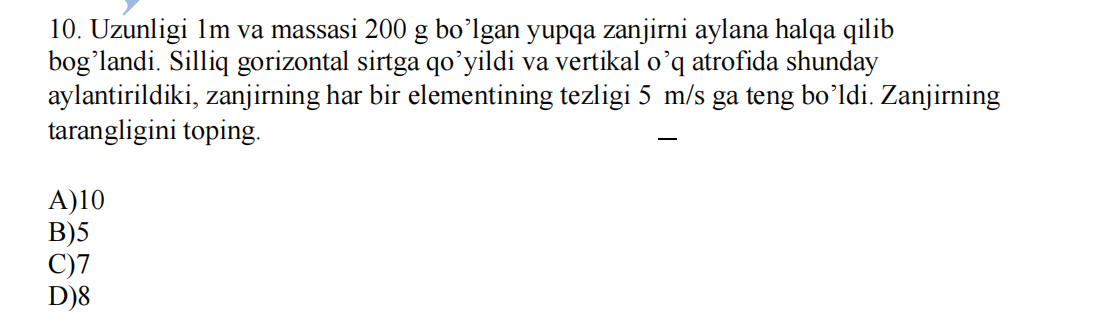 10. Uzunligi 1m va massasi 200 g bo’lgan yupqa zanjirni aylana halqa qilib
bog’landi. Silliq gorizontal sirtga qo’yildi va vertikal o’q atrofida shunday
aylantirildiki, zanjirning har bir elementining tezligi 5 m/s ga teng bo’ldi. Zanjirning
tarangligini toping.
A)10
B)5
C)7
D)8